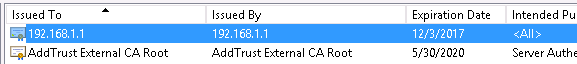 Issued To Issued By Expiration Date Intended Pu
192.168.1.1 192.168.1.1 12/3/2017 <All>
AddTrust External CA Root AddTrust External CA Root 5/30/2020 Server Authe